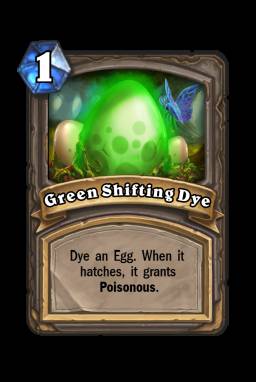 1
Green Shifting Dye
Dye an Egg. When it
hatches, it grants
Poisonous.